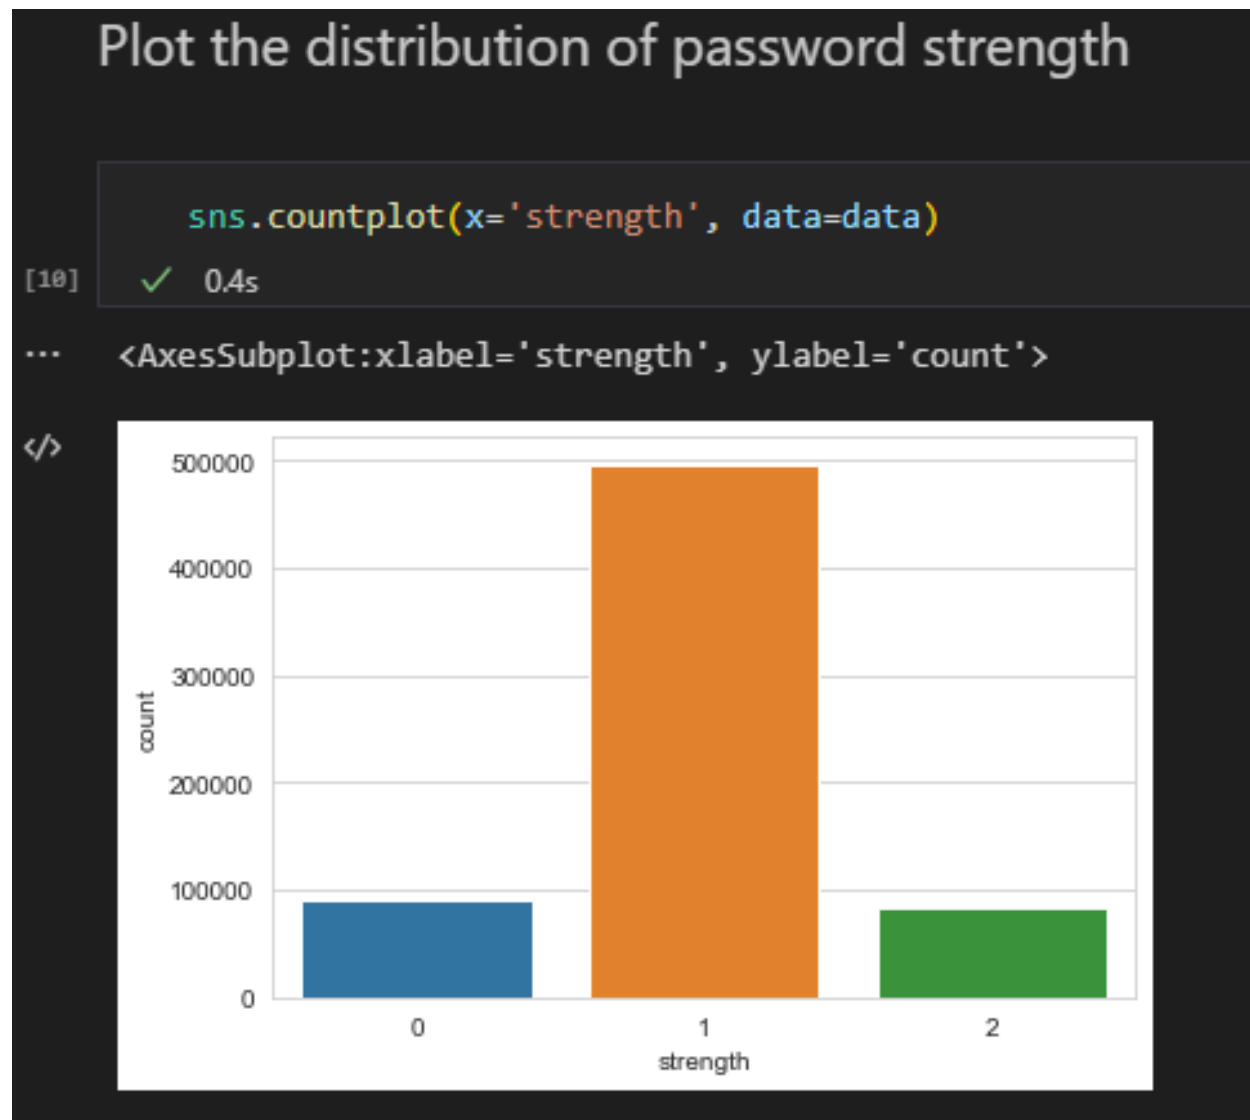 Plot the distribution of password strength
sns.countplot(x='strength', data=data)
[10]
0.4s
<AxesSubplot:xlabel='strength', ylabel='count'>
500000
400000
300000
200000
100000
0
count
0 1 2
strength